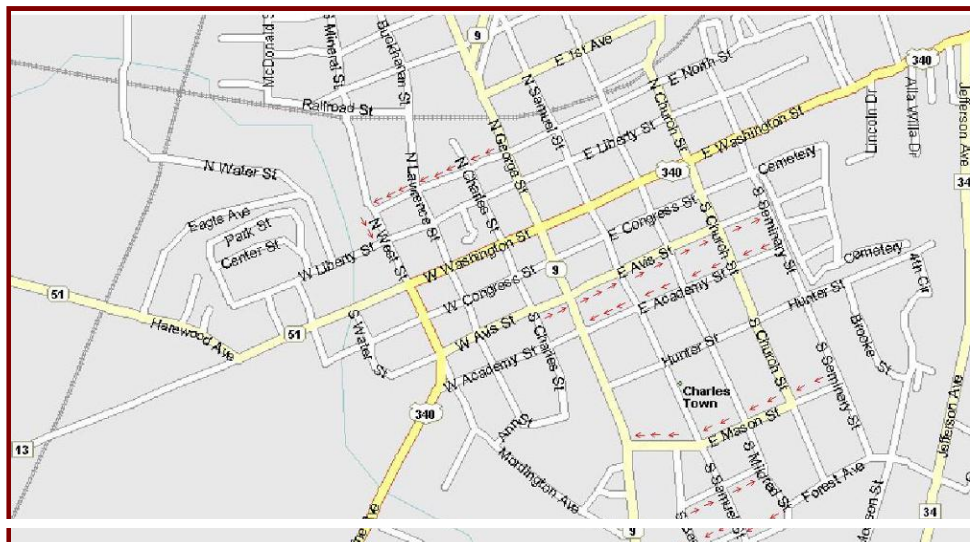 McDonald
S Mineral St
Buckhanan St
9
E 1st Ave
N Samuel St
N Church St
E North St
340
Lincoln Dr
Alla Willa Dr
Jefferson Ave
Railroad St
N Water St
N Lawrence St
N Charles St
N George St
E Liberty St
E Washington St
340
Cemetery
34
Eagle Ave
Park St
Center St
N West St
W Liberty St
W Washington St
E Congress St
S Church St
S Seminary St
Cemetery
4th Cir
51
Harewood Ave
51
S Water St
W Congress St
9
E Avis St
E Academy St
Hunter St
W Avis St
S Charles St
Hunter St
S Church St
S Seminary St
Brooke St
W Academy St
Charles
Town
340
13
E Mason St
Mordington Ave
S Samuel St
S Mildred St
Forest Ave
Jefferson Ave
34
9